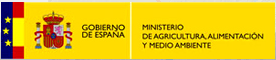 GOBIERNO
DE ESPAÑA
MINISTERIO
DE AGRICULTURA, ALIMENTACIÓN
Y MEDIO AMBIENTE